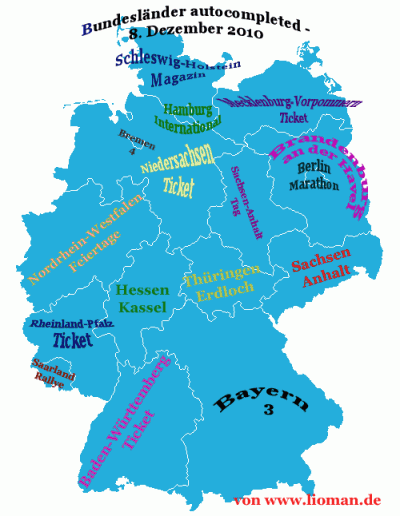 Bundesländer autocompleted -
8. Dezember 2010
Schleswig-Holstein
Magazin
Hamburg
International
Mecklenburg-Vorpommern
Ticket
Bremen
4
Niedersachsen
Ticket
Brandenburg
an der Havel
Berlin
Marathon
Sachsen-Anhalt
Tag
Nordrhein-Westfalen
Feiertage
Hessen
Kassel
Thüringen
Erdloch
Sachsen
Anhalt
Rheinland-Pfalz
Ticket
Saarland
Rallye
Baden-Württemberg
Ticket
Bayern
3
von www.lioman.de